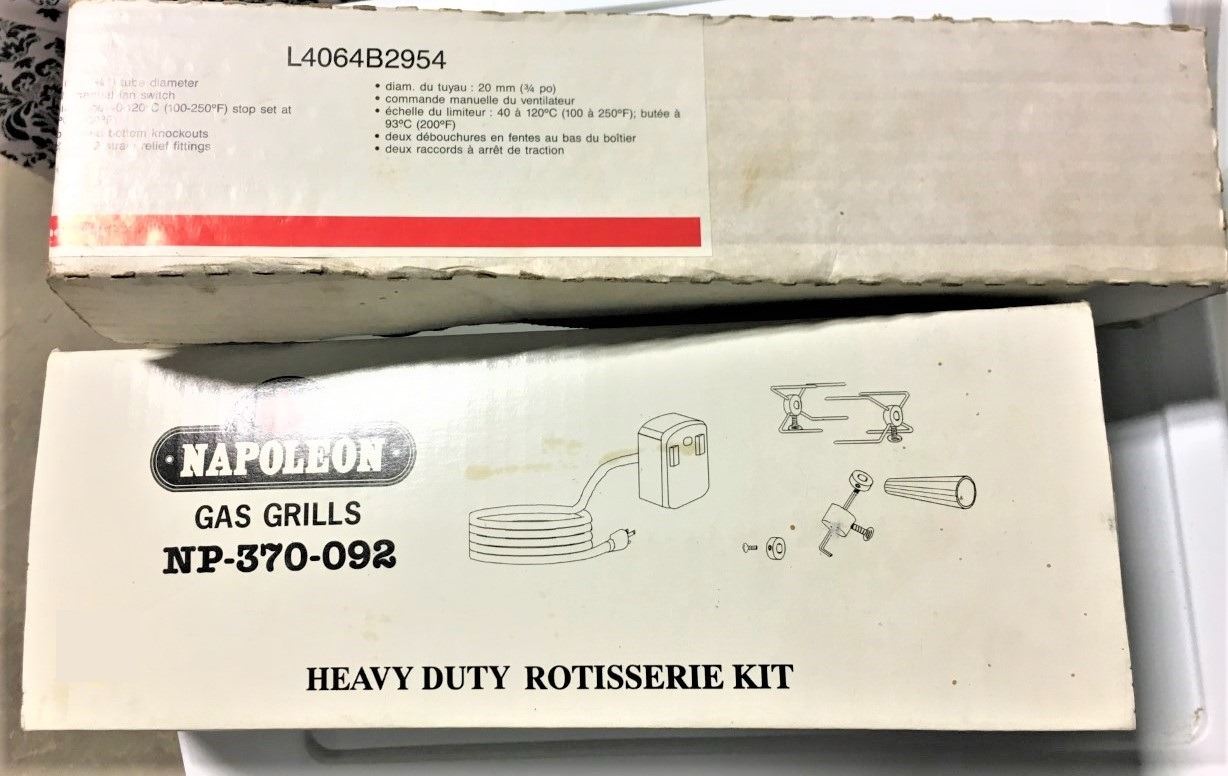 L4064B2954
tube diameter
fan switch
120°C (100-250°F) stop set at
bottom knockouts
relief fittings
• diam. du tuyau : 20 mm (¾ po)
• commande manuelle du ventilateur
• échelle du limiteur : 40 à 120°C (100 à 250°F); butée à
93°C (200°F)
• deux débouchures en fentes au bas du boîtier
• deux raccords à arrêt de traction
NAPOLEON
GAS GRILLS
NP-370-092
HEAVY DUTY ROTISSERIE KIT